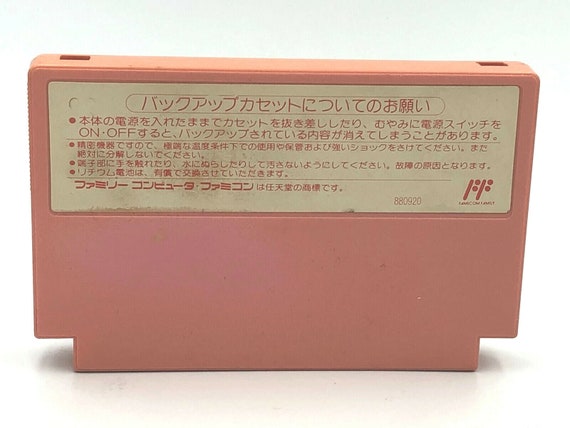 バックアップカセットについてのお願い
●本体の電源を入れたままでカセットを抜き差ししたり、むやみに電源スイッチを
ON・OFFすると、バックアップされている内容が消えてしまうことがあります。
●精密機器ですので、極端な温度条件下での使用や保管および強いショックをさけてください。また
絶対に分解しないでください。
●端子部に手を触れたり、水にぬらしたりして汚さないようにしてください。故障の原因となります。
●リチウム電池は、有償で交換させていただきます。
ファミリー コンピュータ・ファミコンは任天堂の商標です。
880920
FAMICOM FAMILY